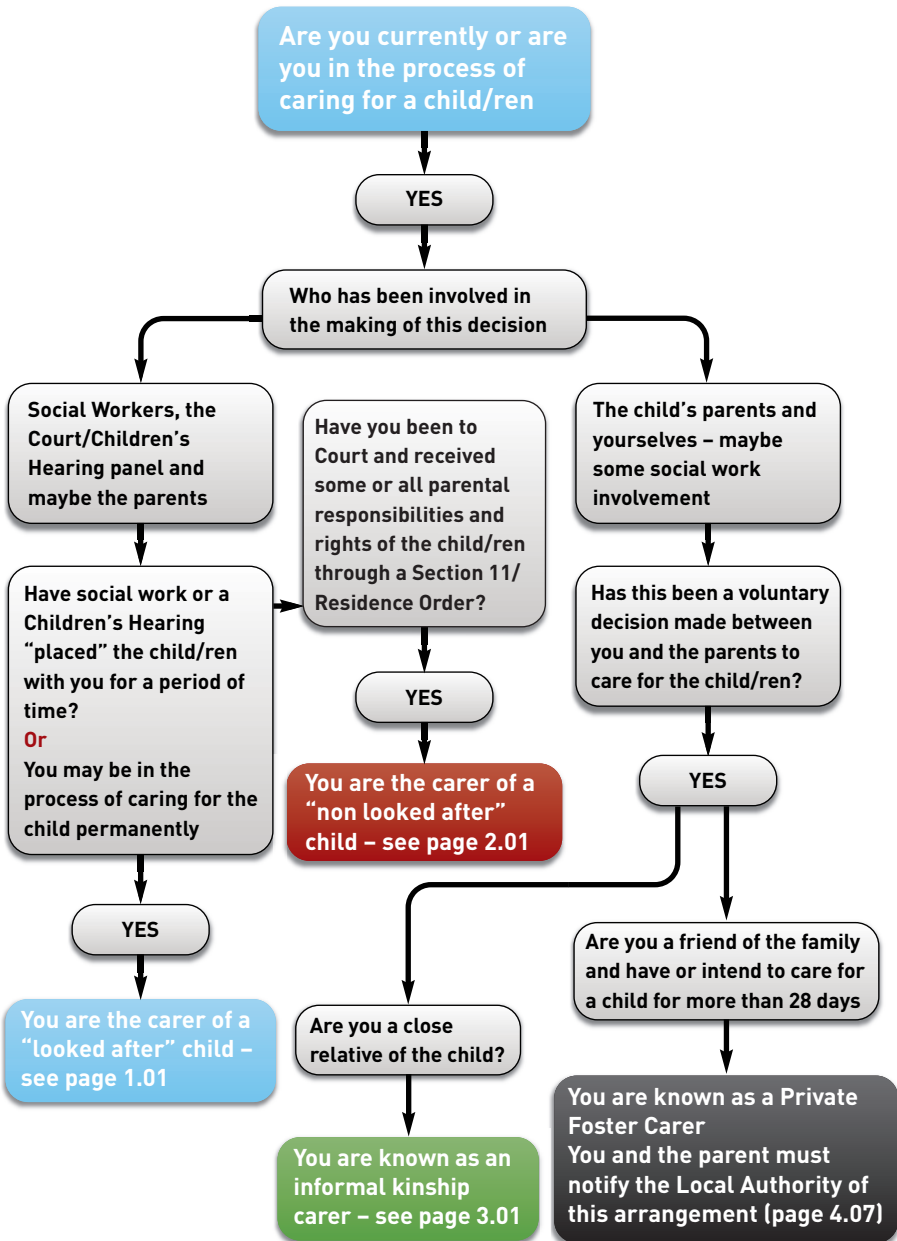 Are you currently or are
you in the process of
caring for a child/ren
YES
Who has been involved in
the making of this decision
Social Workers, the
Court/Children’s
Hearing panel and
maybe the parents
Have you been to
Court and received
some or all parental
responsibilities and
rights of the child/ren
through a Section 11/
Residence Order?
The child’s parents and
yourselves – maybe
some social work
involvement
Have social work or a
Children’s Hearing
“placed” the child/ren
with you for a period of
time?
Or
You may be in the
process of caring for the
child permanently
Has this been a voluntary
decision made between
you and the parents to
care for the child/ren?
YES
YES
You are the carer of a
“non looked after”
child – see page 2.01
YES
Are you a friend of the family
and have or intend to care for
a child for more than 28 days
You are the carer of a
“looked after” child –
see page 1.01
Are you a close
relative of the child?
You are known as a Private
Foster Carer
You and the parent must
notify the Local Authority of
this arrangement (page 4.07)
You are known as an
informal kinship
carer – see page 3.01